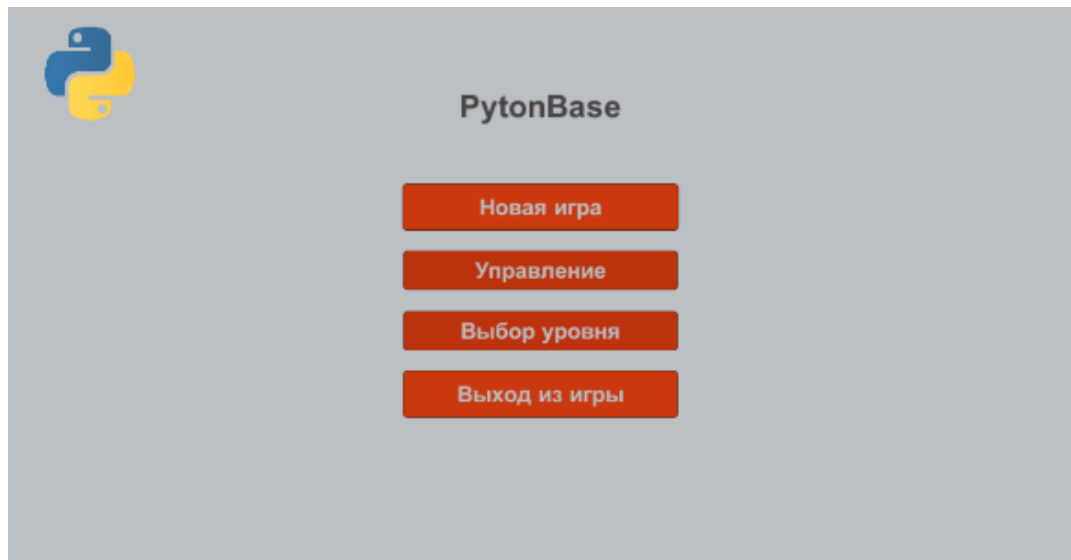 PytonBase
Новая игра
Управление
Выбор уровня
Выход из игры